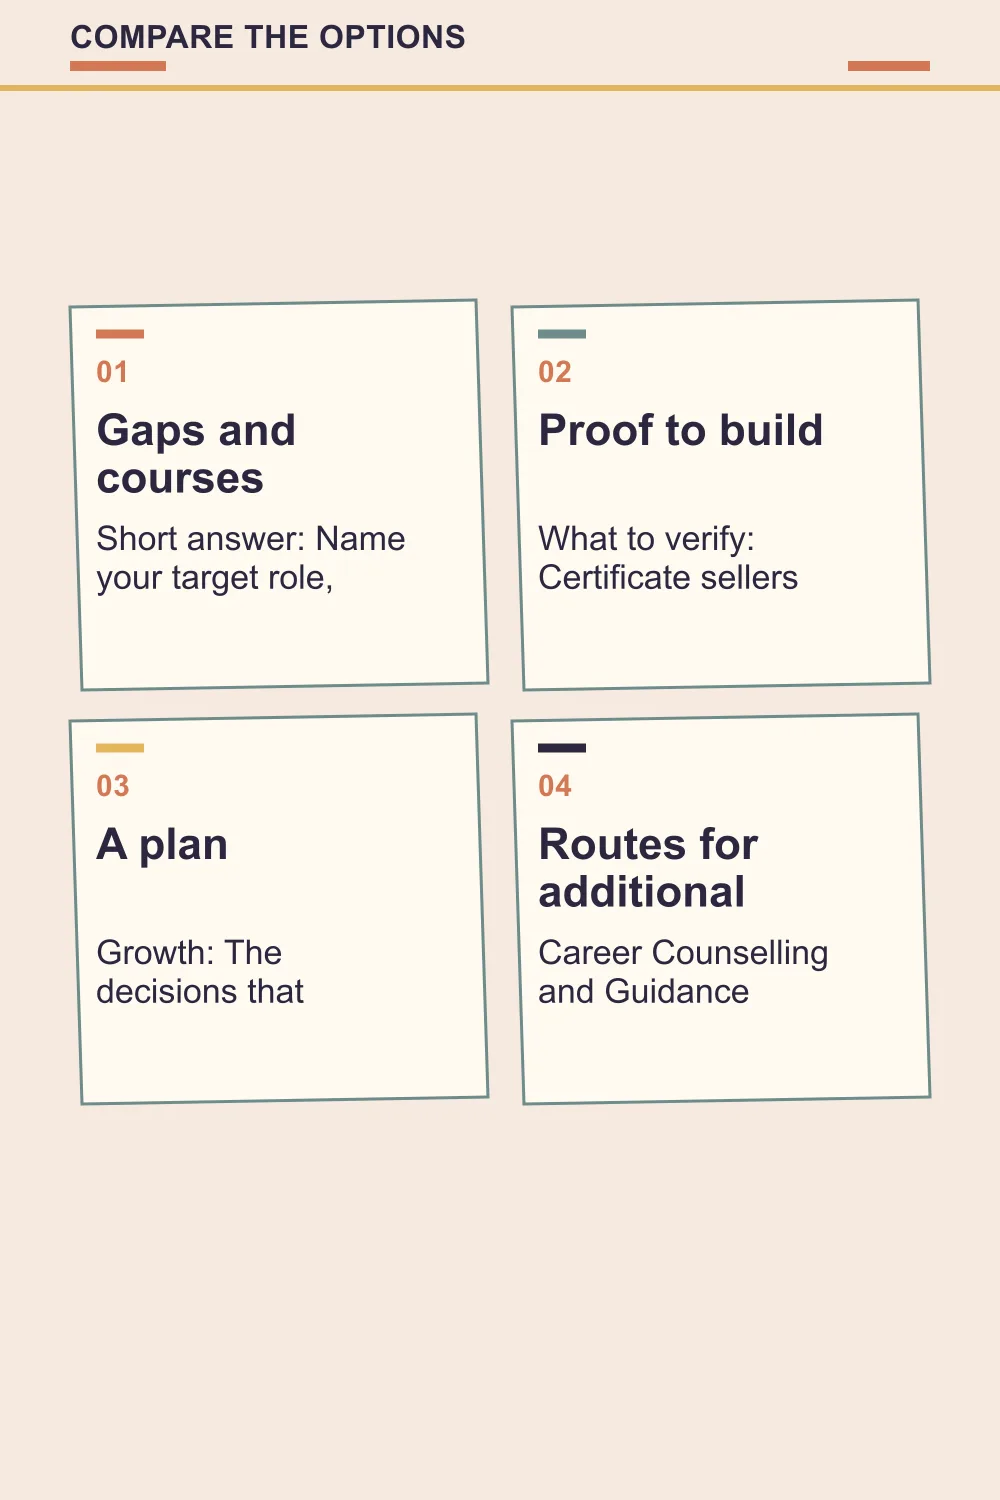 COMPARE THE OPTIONS
01
Gaps and
courses
Short answer: Name
your target role,
02
Proof to build
What to verify:
Certificate sellers
03
A plan
Growth: The
decisions that
04
Routes for
additional
Career Counselling
and Guidance